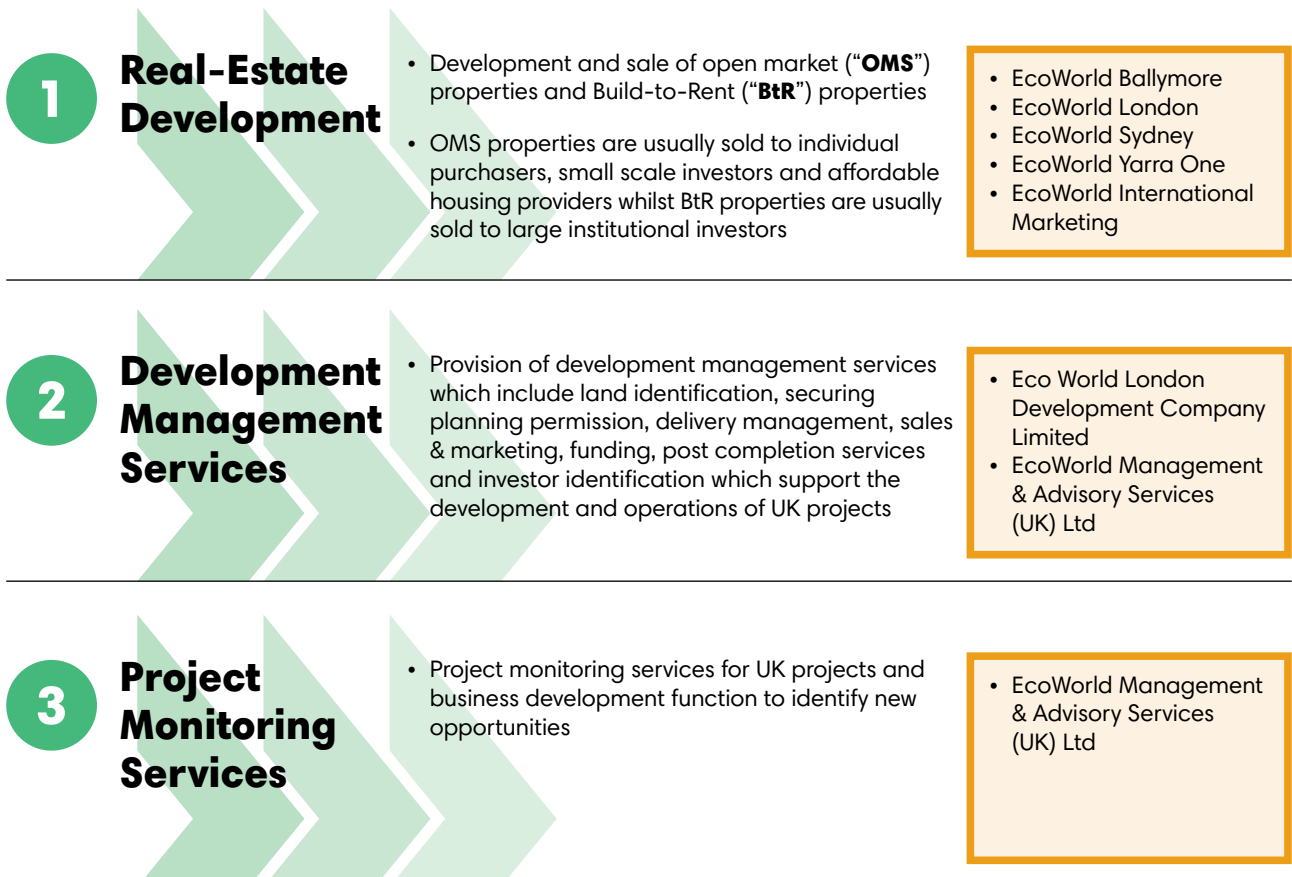 1
Real-Estate
Development
• Development and sale of open market (“OMS”)
properties and Build-to-Rent (“BtR”) properties
• OMS properties are usually sold to individual
purchasers, small scale investors and affordable
housing providers whilst BtR properties are usually
sold to large institutional investors
• EcoWorld Ballymore
• EcoWorld London
• EcoWorld Sydney
• EcoWorld Yarra One
• EcoWorld International
Marketing
2
Development
Management
Services
• Provision of development management services
which include land identification, securing
planning permission, delivery management, sales
& marketing, funding, post completion services
and investor identification which support the
development and operations of UK projects
• Eco World London
Development Company
Limited
• EcoWorld Management
& Advisory Services
(UK) Ltd
3
Project
Monitoring
Services
• Project monitoring services for UK projects and
business development function to identify new
opportunities
• EcoWorld Management
& Advisory Services
(UK) Ltd